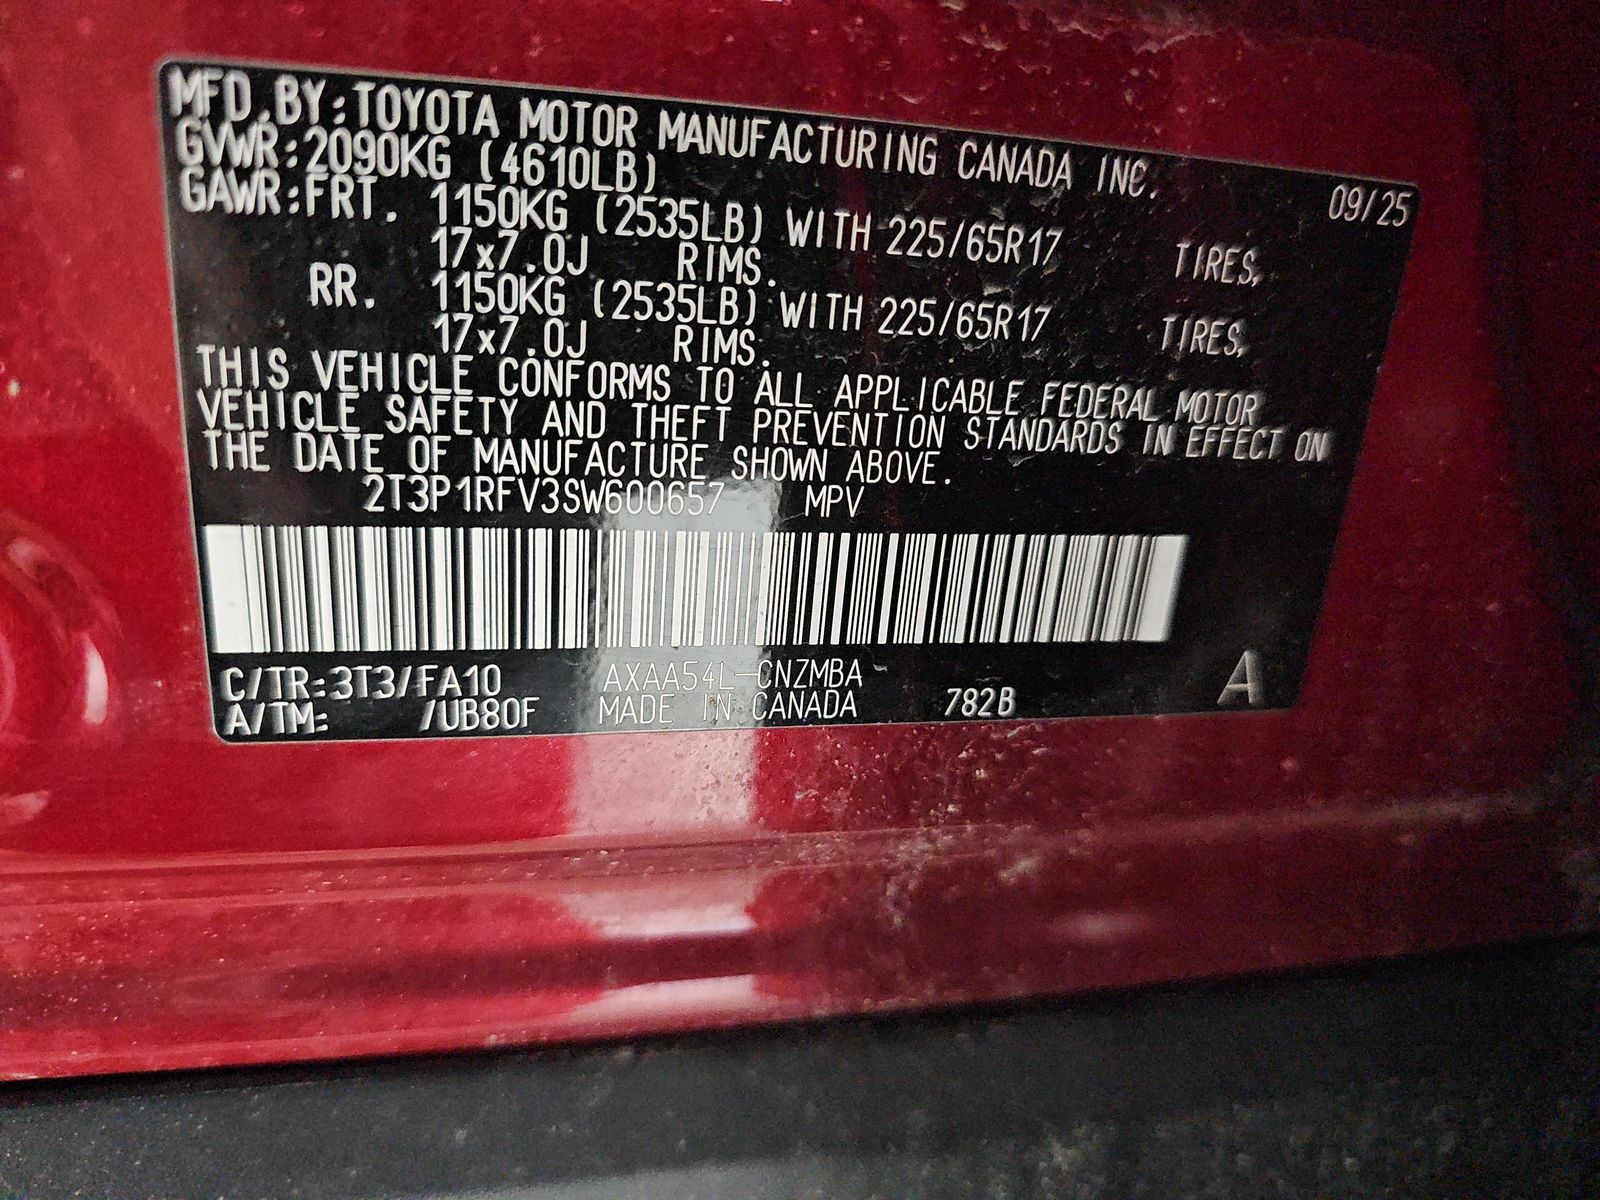 MFD.BY:TOYOTA MOTOR MANUFACTURING CANADA INC. 09/25
GVWR:2090KG (4610LB)
GAWR:FRT. 1150KG (2535LB) WITH 225/65R17 TIRES,
17x7.0J RIMS.
RR. 1150KG (2535LB) WITH 225/65R17 TIRES,
17x7.0J RIMS.
THIS VEHICLE CONFORMS TO ALL APPLICABLE FEDERAL MOTOR
VEHICLE SAFETY AND THEFT PREVENTION STANDARDS IN EFFECT ON
THE DATE OF MANUFACTURE SHOWN ABOVE.
2T3P1RFV3SW600657 MPV
C/TR:3T3/FA10 AXAA54L-CNZMBA
A/TM: /UB80F MADE IN CANADA 782B A